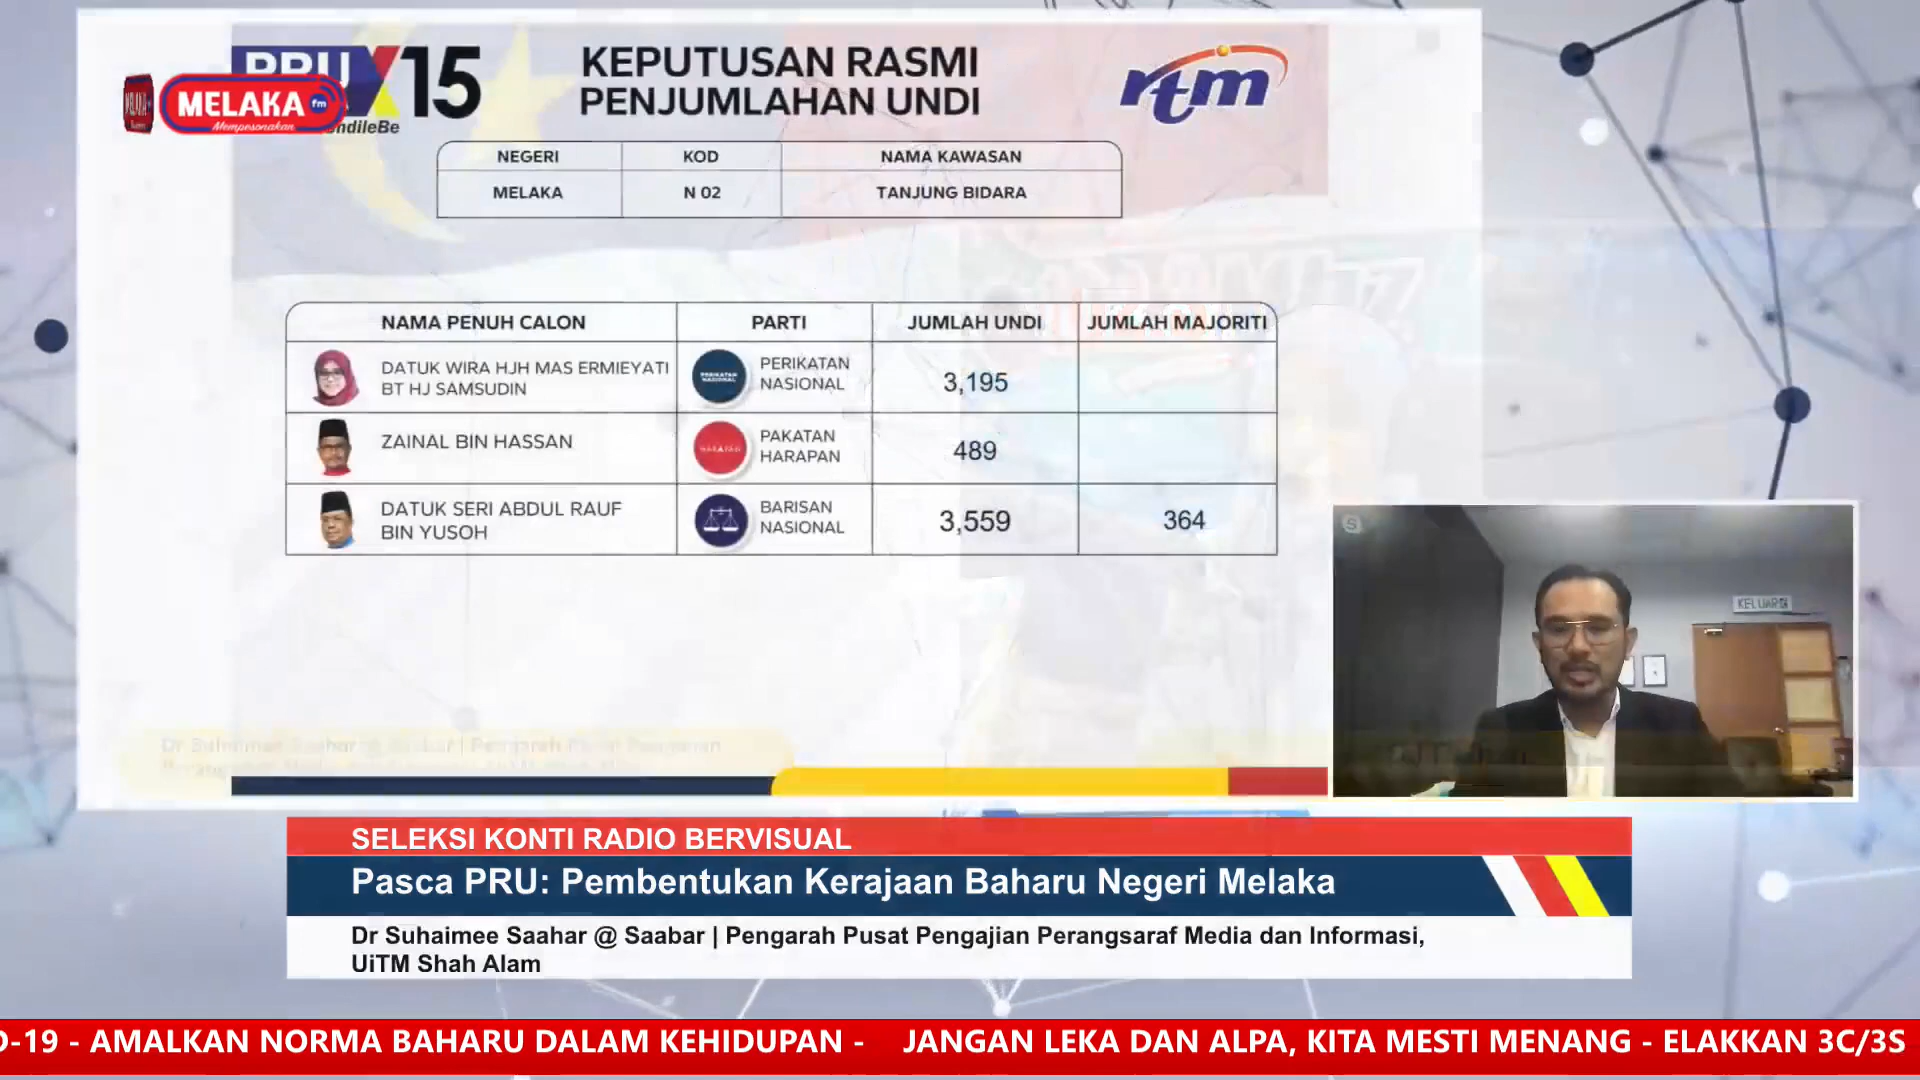 PRU X15
MELAKA fm
Mempesonakan
ndileBe
KEPUTUSAN RASMI
PENJUMLAHAN UNDI
rtm
NEGERI KOD NAMA KAWASAN
MELAKA N 02 TANJUNG BIDARA
NAMA PENUH CALON PARTI JUMLAH UNDI JUMLAH MAJORITI
DATUK WIRA HJH MAS ERMIEYATI
BT HJ SAMSUDIN
PERIKATAN
NASIONAL
3,195
ZAINAL BIN HASSAN
PAKATAN
HARAPAN
489
DATUK SERI ABDUL RAUF
BIN YUSOH
BARISAN
NASIONAL
3,559 364
KELUAR
SELEKSI KONTI RADIO BERVISUAL
Pasca PRU: Pembentukan Kerajaan Baharu Negeri Melaka
Dr Suhaimee Saahar @ Saabar | Pengarah Pusat Pengajian Perangsaraf Media dan Informasi,
UiTM Shah Alam
D-19 - AMALKAN NORMA BAHARU DALAM KEHIDUPAN - JANGAN LEKA DAN ALPA, KITA MESTI MENANG - ELAKKAN 3C/3S